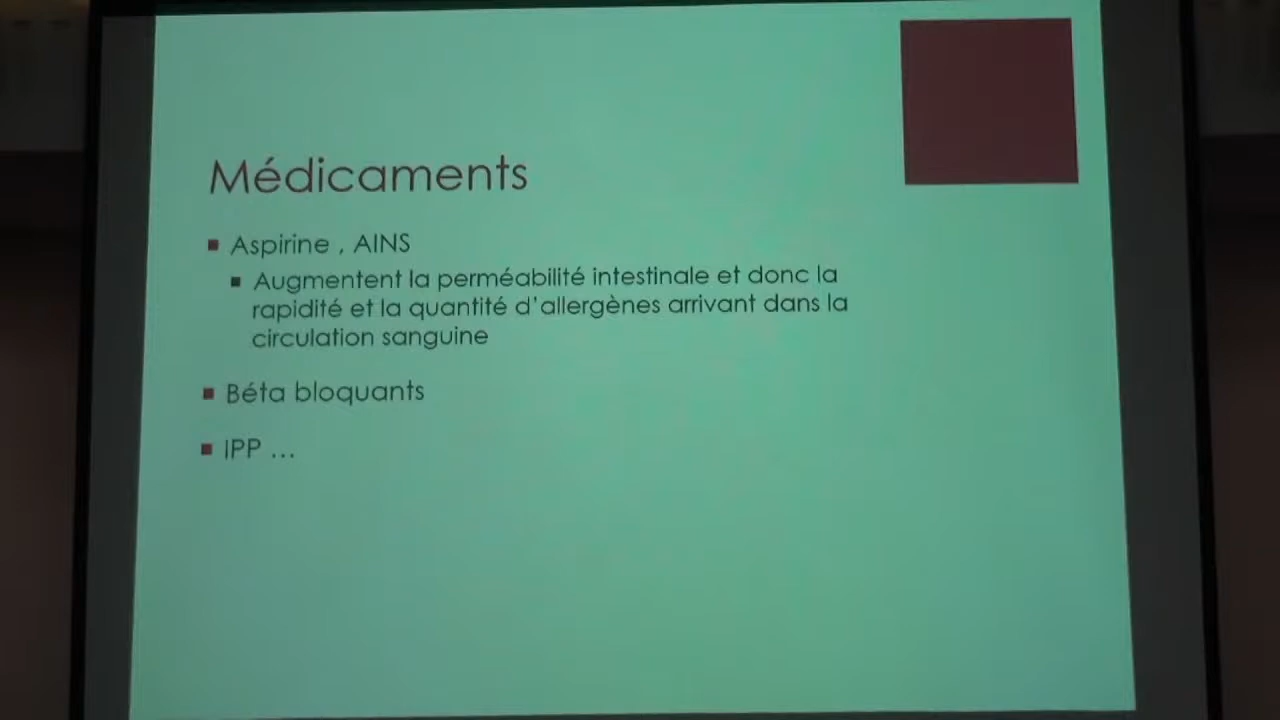 Médicaments
Aspirine , AINS
Augmentent la perméabilité intestinale et donc la
rapidité et la quantité d'allergènes arrivant dans la
circulation sanguine
Béta bloquants
IPP ...